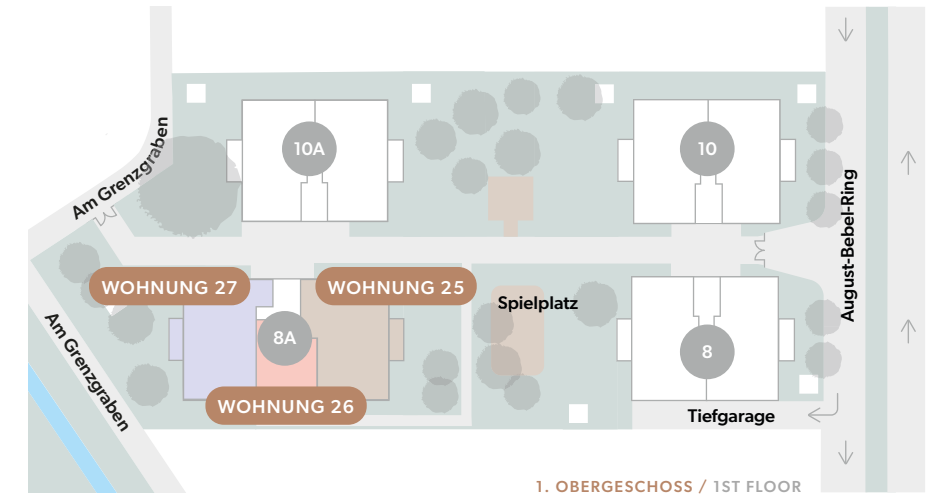 Am Grenzgraben
10A
10
August-Bebel-Ring
WOHNUNG 27
WOHNUNG 25
Spielplatz
Am Grenzgraben
8A
8
WOHNUNG 26
Tiefgarage
1. OBERGESCHOSS / 1ST FLOOR